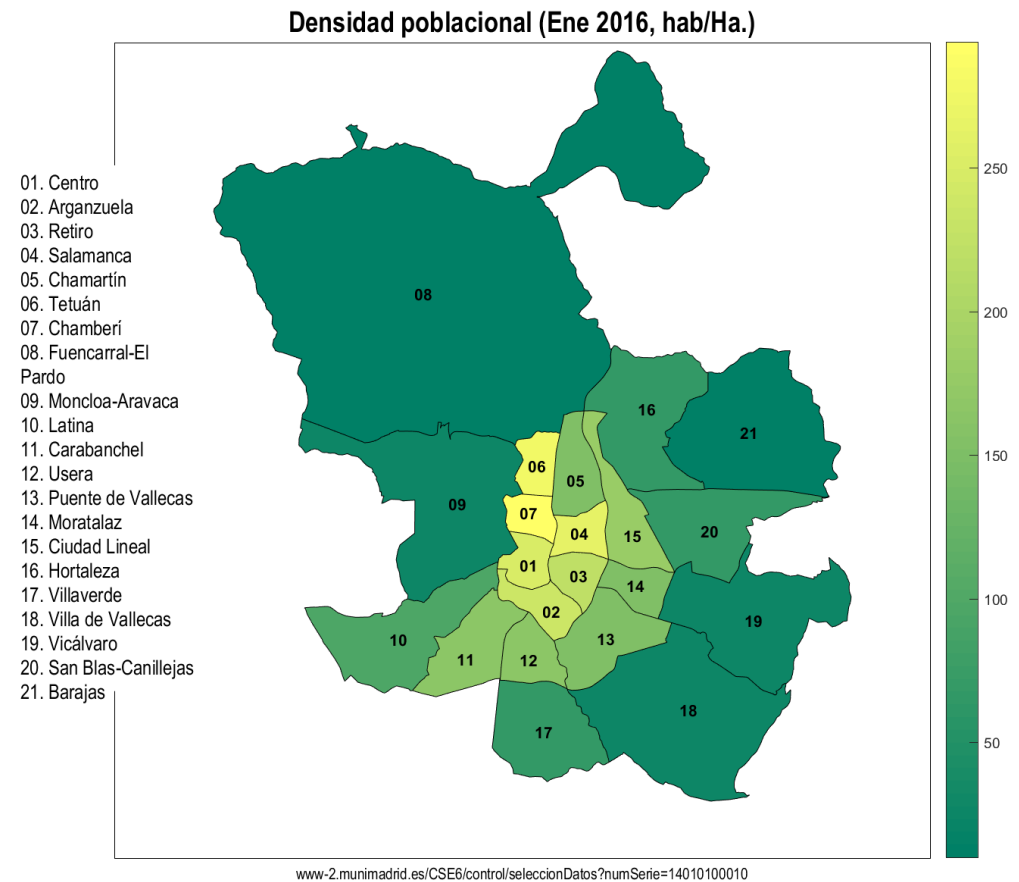 Densidad poblacional (Ene 2016, hab/Ha.)
01. Centro
02. Arganzuela
03. Retiro
04. Salamanca
05. Chamartín
06. Tetuán
07. Chamberí
08. Fuencarral-El
Pardo
09. Moncloa-Aravaca
10. Latina
11. Carabanchel
12. Usera
13. Puente de Vallecas
14. Moratalaz
15. Ciudad Lineal
16. Hortaleza
17. Villaverde
18. Villa de Vallecas
19. Vicálvaro
20. San Blas-Canillejas
21. Barajas
08
16
21
06
05
09
07
04
15
20
01
03
14
02
19
10
11
12
13
18
17
250
200
150
100
50
www-2.munimadrid.es/CSE6/control/seleccionDatos?numSerie=14010100010